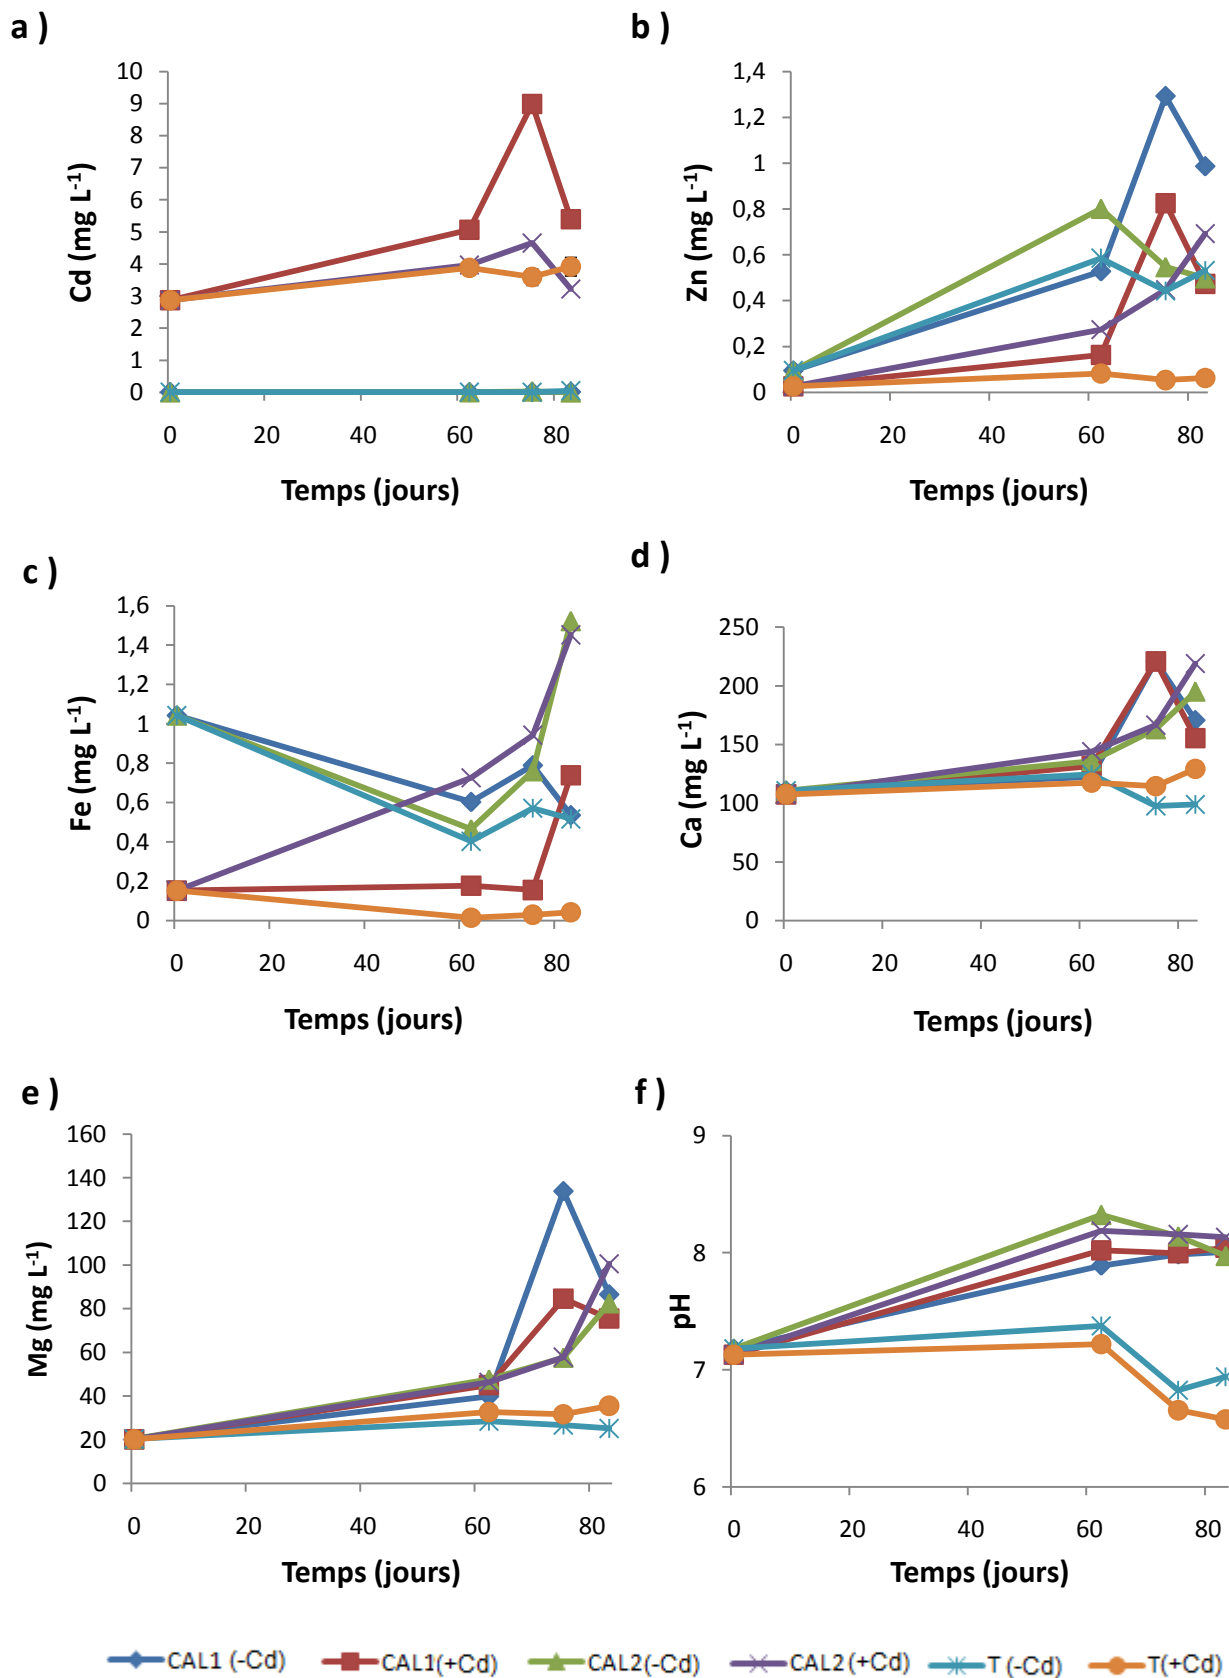 a )
Cd (mg L-1)
10
9
8
7
6
5
4
3
2
1
0
0 20 40 60 80
Temps (jours)
b )
Zn (mg L-1)
1,4
1,2
1
0,8
0,6
0,4
0,2
0
0 20 40 60 80
Temps (jours)
c )
Fe (mg L-1)
1,6
1,4
1,2
1
0,8
0,6
0,4
0,2
0
0 20 40 60 80
Temps (jours)
d )
Ca (mg L-1)
250
200
150
100
50
0
0 20 40 60 80
Temps (jours)
e )
Mg (mg L-1)
160
140
120
100
80
60
40
20
0
0 20 40 60 80
Temps (jours)
f )
pH
9
8
7
6
0 20 40 60 80
Temps (jours)
CAL1 (-Cd) CAL1(+Cd) CAL2(-Cd) CAL2 (+Cd) T (-Cd) T(+Cd)